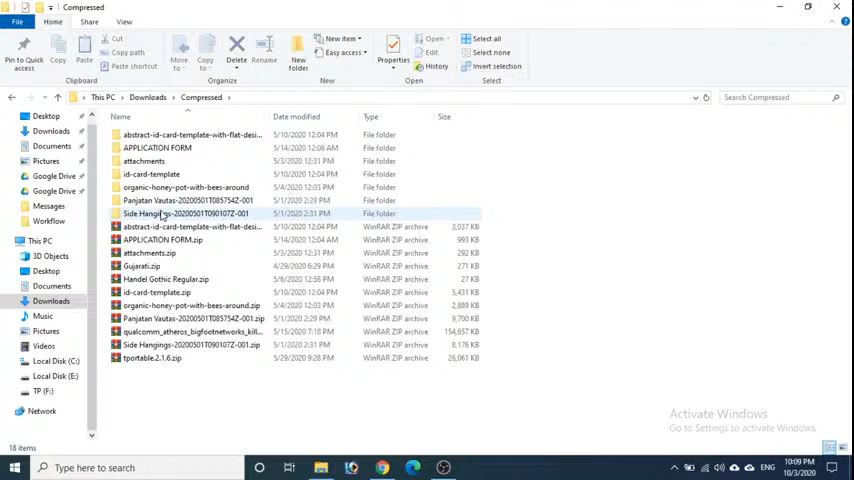 Compressed
File
Home
Share
View
Pin to Quick access
Copy
Paste
Cut
Copy path
Paste shortcut
Clipboard
Move to
Copy to
Delete
Rename
Organize
New folder
New item
Easy access
New
Properties
Open
Edit
History
Open
Select all
Select none
Invert selection
Select
This PC > Downloads > Compressed >
Search Compressed
Name Date modified Type Size
Desktop
Downloads
Documents
Pictures
Google Drive
Google Drive
Messages
Workflow
This PC
3D Objects
Desktop
Documents
Downloads
Music
Pictures
Videos
Local Disk (C:)
Local Disk (E:)
TP (F:)
Network
abstract-id-card-template-with-flat-desi... 5/10/2020 12:04 PM File folder
APPLICATION FORM 5/14/2020 12:06 AM File folder
attachments 5/3/2020 12:31 PM File folder
id-card-template 5/10/2020 12:04 PM File folder
organic-honey-pot-with-bees-around 5/4/2020 12:03 PM File folder
Panjatan Vautas-20200501T085754Z-001 5/1/2020 2:29 PM File folder
Side Hangings-20200501T090107Z-001 5/1/2020 2:31 PM File folder
abstract-id-card-template-with-flat-desi... 5/10/2020 12:04 PM WinRAR ZIP archive 3,037 KB
APPLICATION FORM.zip 5/14/2020 12:04 AM WinRAR ZIP archive 993 KB
attachments.zip 5/3/2020 12:31 PM WinRAR ZIP archive 292 KB
Gujarati.zip 4/29/2020 6:29 PM WinRAR ZIP archive 271 KB
Handel Gothic Regular.zip 5/6/2020 12:58 PM WinRAR ZIP archive 27 KB
id-card-template.zip 5/10/2020 12:04 PM WinRAR ZIP archive 5,431 KB
organic-honey-pot-with-bees-around.zip 5/4/2020 12:03 PM WinRAR ZIP archive 2,889 KB
Panjatan Vautas-20200501T085754Z-001.zip 5/1/2020 2:29 PM WinRAR ZIP archive 9,700 KB
qualcomm_atheros_bigfootnetworks_kill... 5/15/2020 7:18 PM WinRAR ZIP archive 154,657 KB
Side Hangings-20200501T090107Z-001.zip 5/1/2020 2:31 PM WinRAR ZIP archive 8,176 KB
tportable.2.1.6.zip 5/29/2020 9:28 PM WinRAR ZIP archive 26,061 KB
Activate Windows
Go to Settings to activate Windows.
18 items
Type here to search
ENG
10:09 PM
10/3/2020